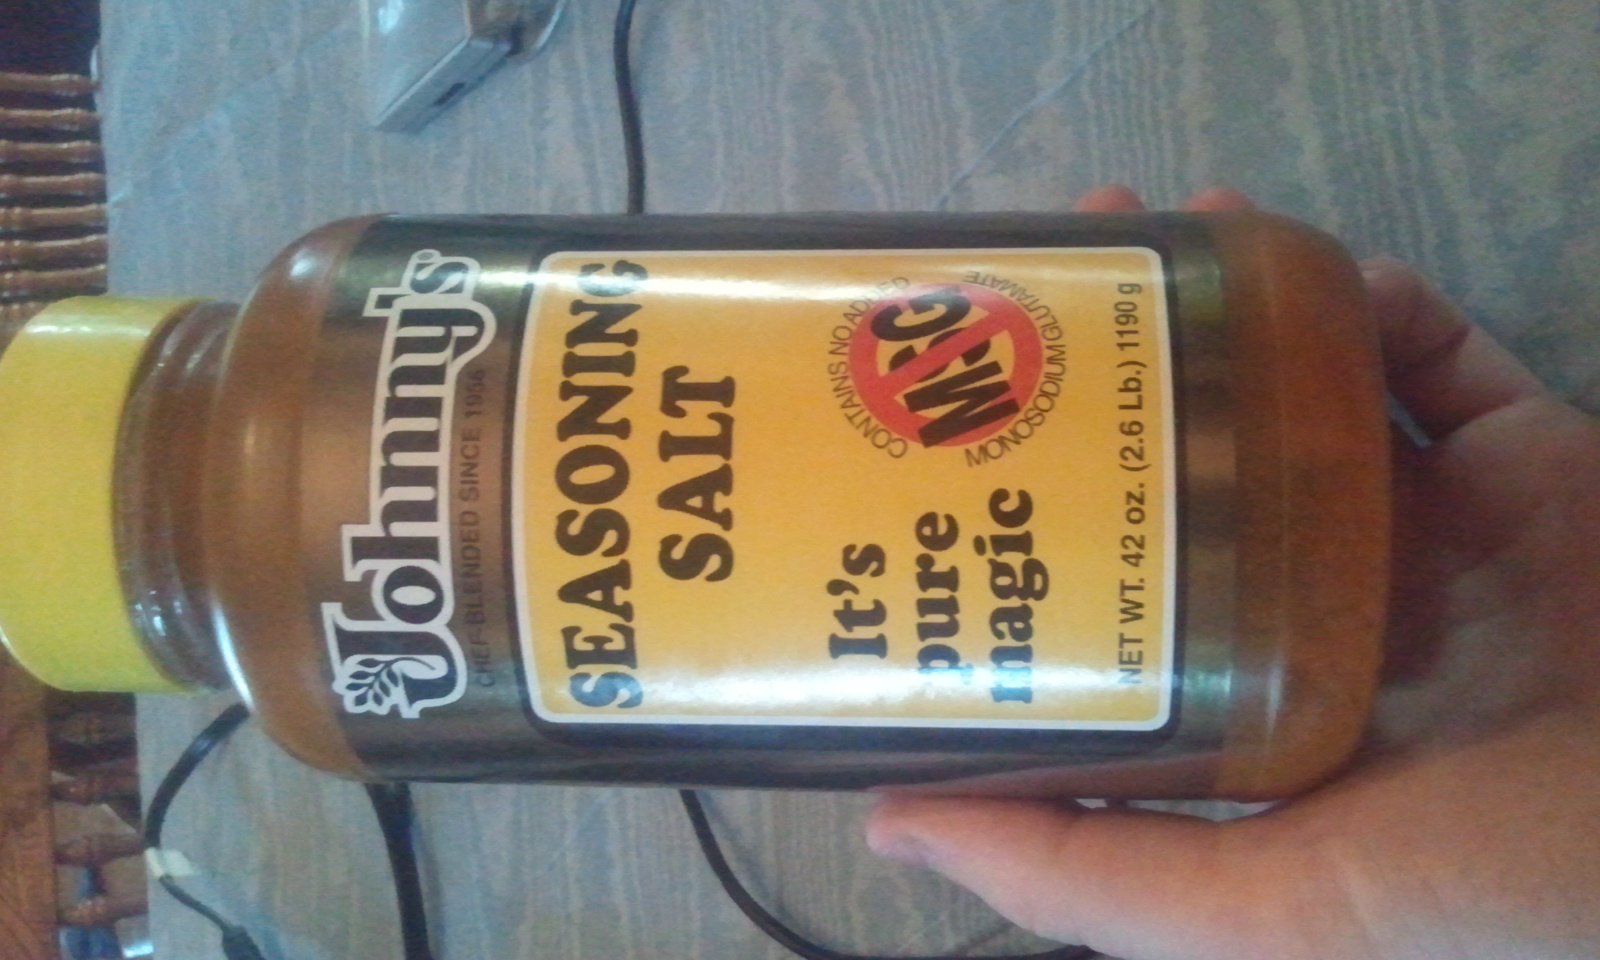 Johnny's®
CHEF-BLENDED SINCE 1956
SEASONING
SALT
It's
pure
magic
CONTAINS NO ADDED
MSG
MONOSODIUM GLUTAMATE
NET WT. 42 oz. (2.6 Lb.) 1190 g